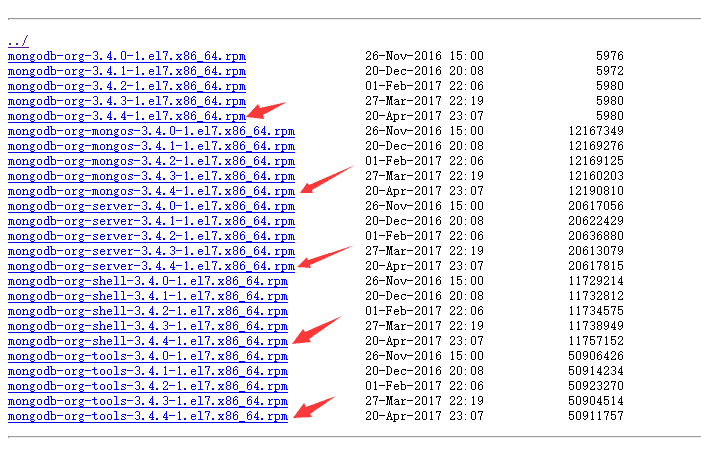 ../
mongodb-org-3.4.0-1.el7.x86_64.rpm 26-Nov-2016 15:00 5976
mongodb-org-3.4.1-1.el7.x86_64.rpm 20-Dec-2016 20:08 5972
mongodb-org-3.4.2-1.el7.x86_64.rpm 01-Feb-2017 22:06 5980
mongodb-org-3.4.3-1.el7.x86_64.rpm 27-Mar-2017 22:19 5980
mongodb-org-3.4.4-1.el7.x86_64.rpm 20-Apr-2017 23:07 5980
mongodb-org-mongos-3.4.0-1.el7.x86_64.rpm 26-Nov-2016 15:00 12167349
mongodb-org-mongos-3.4.1-1.el7.x86_64.rpm 20-Dec-2016 20:08 12169276
mongodb-org-mongos-3.4.2-1.el7.x86_64.rpm 01-Feb-2017 22:06 12169125
mongodb-org-mongos-3.4.3-1.el7.x86_64.rpm 27-Mar-2017 22:19 12160203
mongodb-org-mongos-3.4.4-1.el7.x86_64.rpm 20-Apr-2017 23:07 12190810
mongodb-org-server-3.4.0-1.el7.x86_64.rpm 26-Nov-2016 15:00 20617056
mongodb-org-server-3.4.1-1.el7.x86_64.rpm 20-Dec-2016 20:08 20622429
mongodb-org-server-3.4.2-1.el7.x86_64.rpm 01-Feb-2017 22:06 20636880
mongodb-org-server-3.4.3-1.el7.x86_64.rpm 27-Mar-2017 22:19 20613079
mongodb-org-server-3.4.4-1.el7.x86_64.rpm 20-Apr-2017 23:07 20617815
mongodb-org-shell-3.4.0-1.el7.x86_64.rpm 26-Nov-2016 15:00 11729214
mongodb-org-shell-3.4.1-1.el7.x86_64.rpm 20-Dec-2016 20:08 11732812
mongodb-org-shell-3.4.2-1.el7.x86_64.rpm 01-Feb-2017 22:06 11734575
mongodb-org-shell-3.4.3-1.el7.x86_64.rpm 27-Mar-2017 22:19 11738949
mongodb-org-shell-3.4.4-1.el7.x86_64.rpm 20-Apr-2017 23:07 11757152
mongodb-org-tools-3.4.0-1.el7.x86_64.rpm 26-Nov-2016 15:00 50906426
mongodb-org-tools-3.4.1-1.el7.x86_64.rpm 20-Dec-2016 20:08 50914234
mongodb-org-tools-3.4.2-1.el7.x86_64.rpm 01-Feb-2017 22:06 50923270
mongodb-org-tools-3.4.3-1.el7.x86_64.rpm 27-Mar-2017 22:19 50904514
mongodb-org-tools-3.4.4-1.el7.x86_64.rpm 20-Apr-2017 23:07 50911757